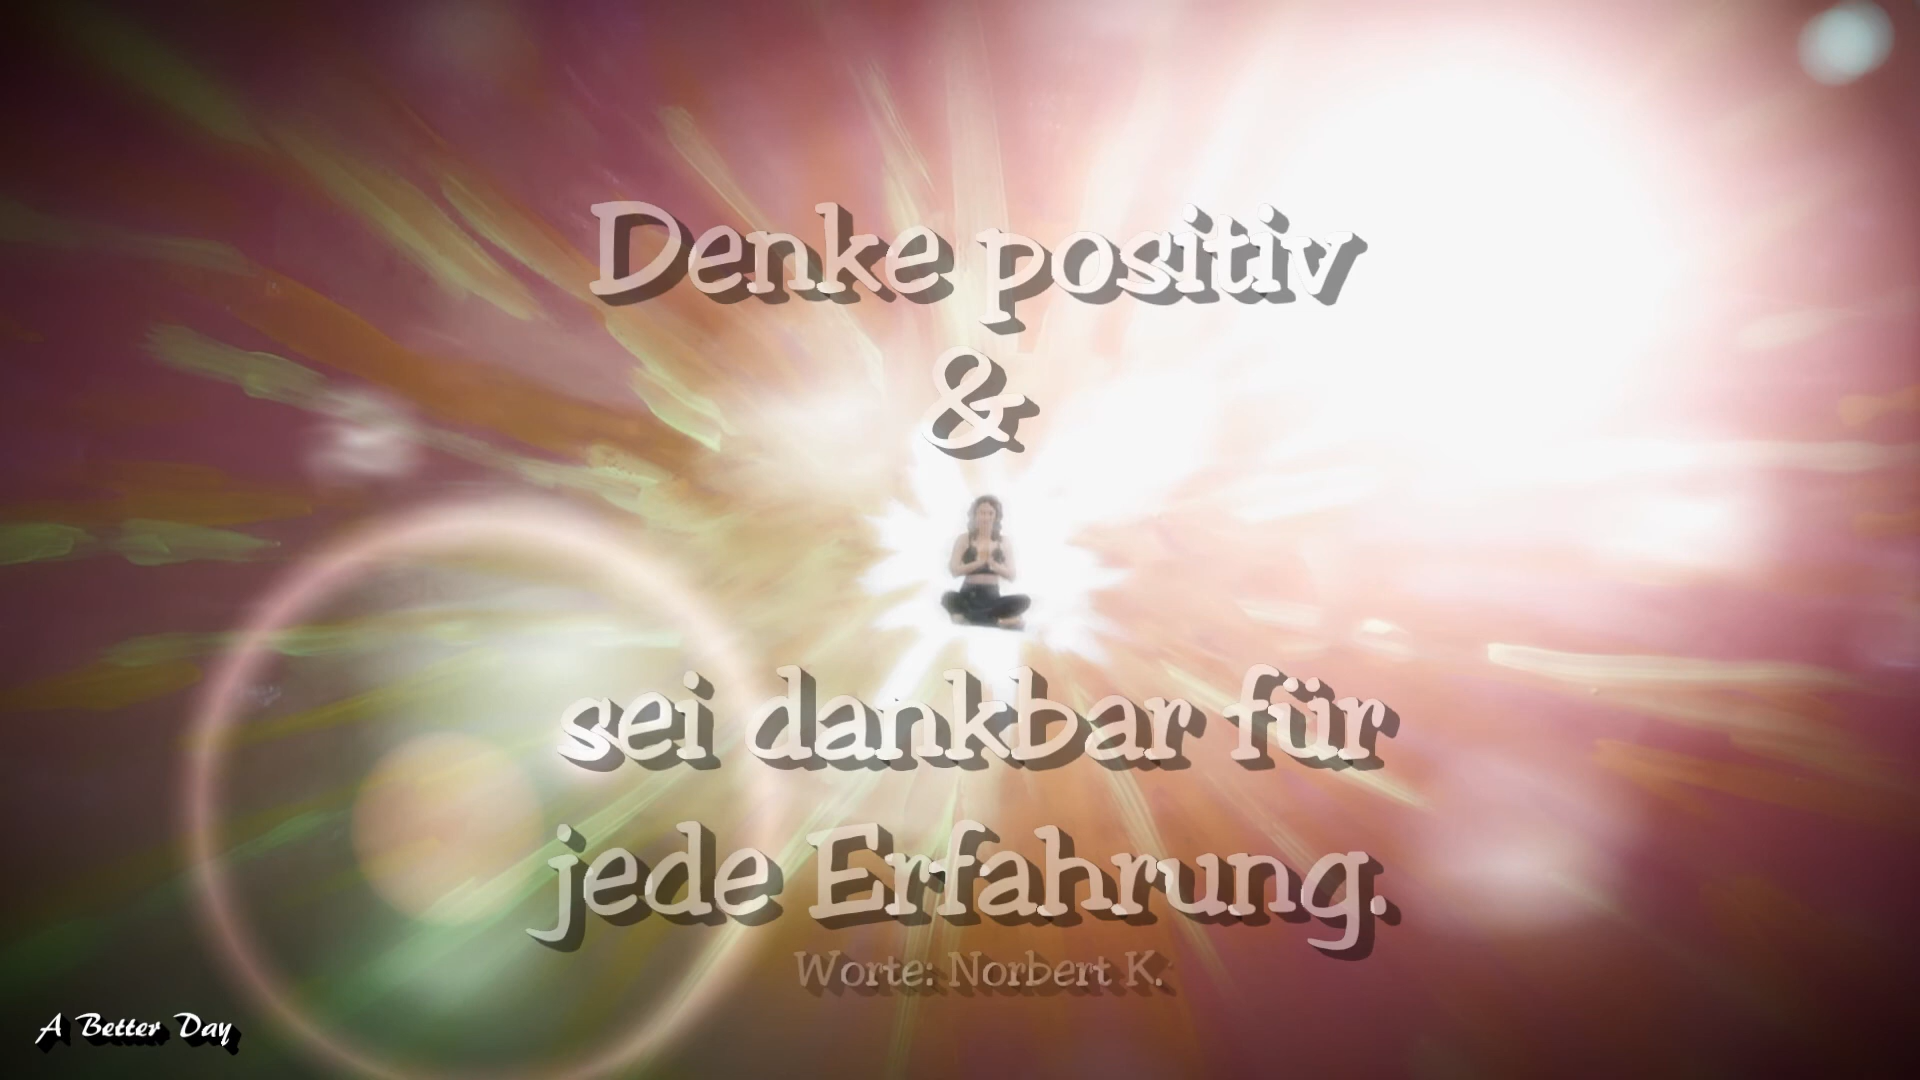 Denke positiv
&
sei dankbar für
jede Erfahrung.
Worte: Norbert K.
A Better Day